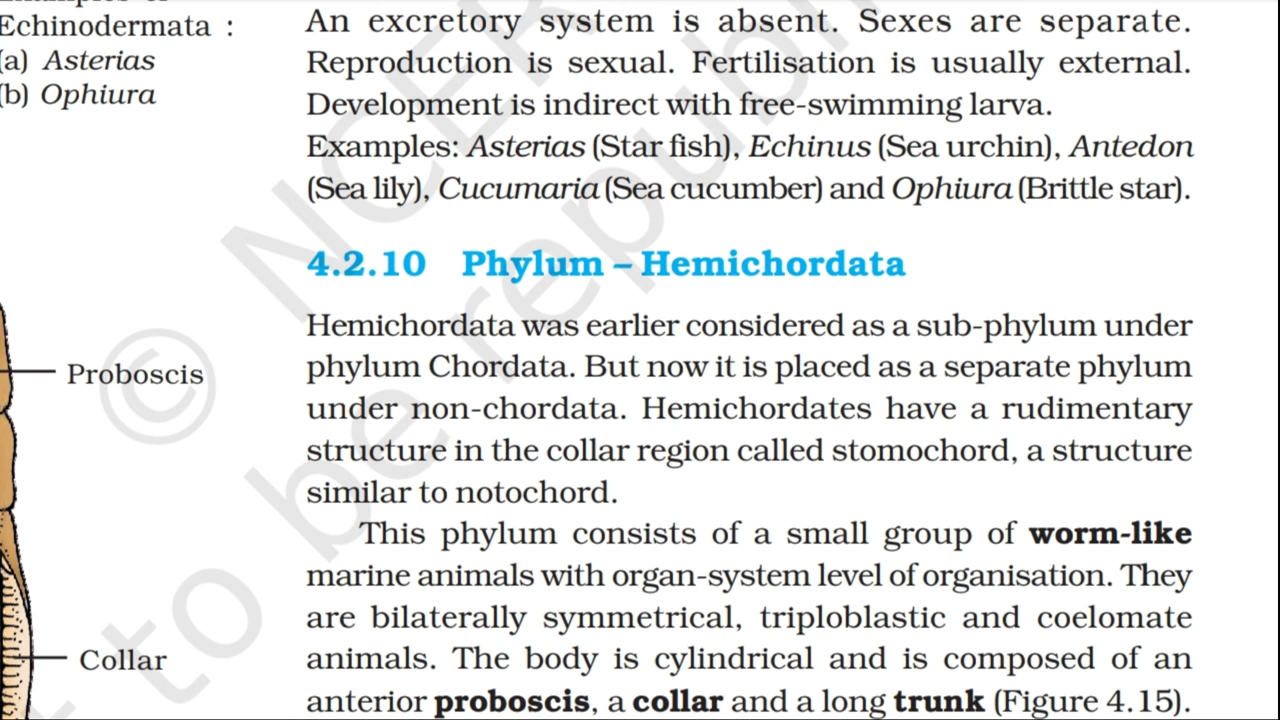 Echinodermata :
(a) Asterias
(b) Ophiura
An excretory system is absent. Sexes are separate.
Reproduction is sexual. Fertilisation is usually external.
Development is indirect with free-swimming larva.
Examples: Asterias (Star fish), Echinus (Sea urchin), Antedon
(Sea lily), Cucumaria (Sea cucumber) and Ophiura (Brittle star).
4.2.10 Phylum – Hemichordata
Hemichordata was earlier considered as a sub-phylum under
phylum Chordata. But now it is placed as a separate phylum
under non-chordata. Hemichordates have a rudimentary
structure in the collar region called stomochord, a structure
similar to notochord.
This phylum consists of a small group of worm-like
marine animals with organ-system level of organisation. They
are bilaterally symmetrical, triploblastic and coelomate
animals. The body is cylindrical and is composed of an
anterior proboscis, a collar and a long trunk (Figure 4.15).
Proboscis
Collar
© NCER
to be republi